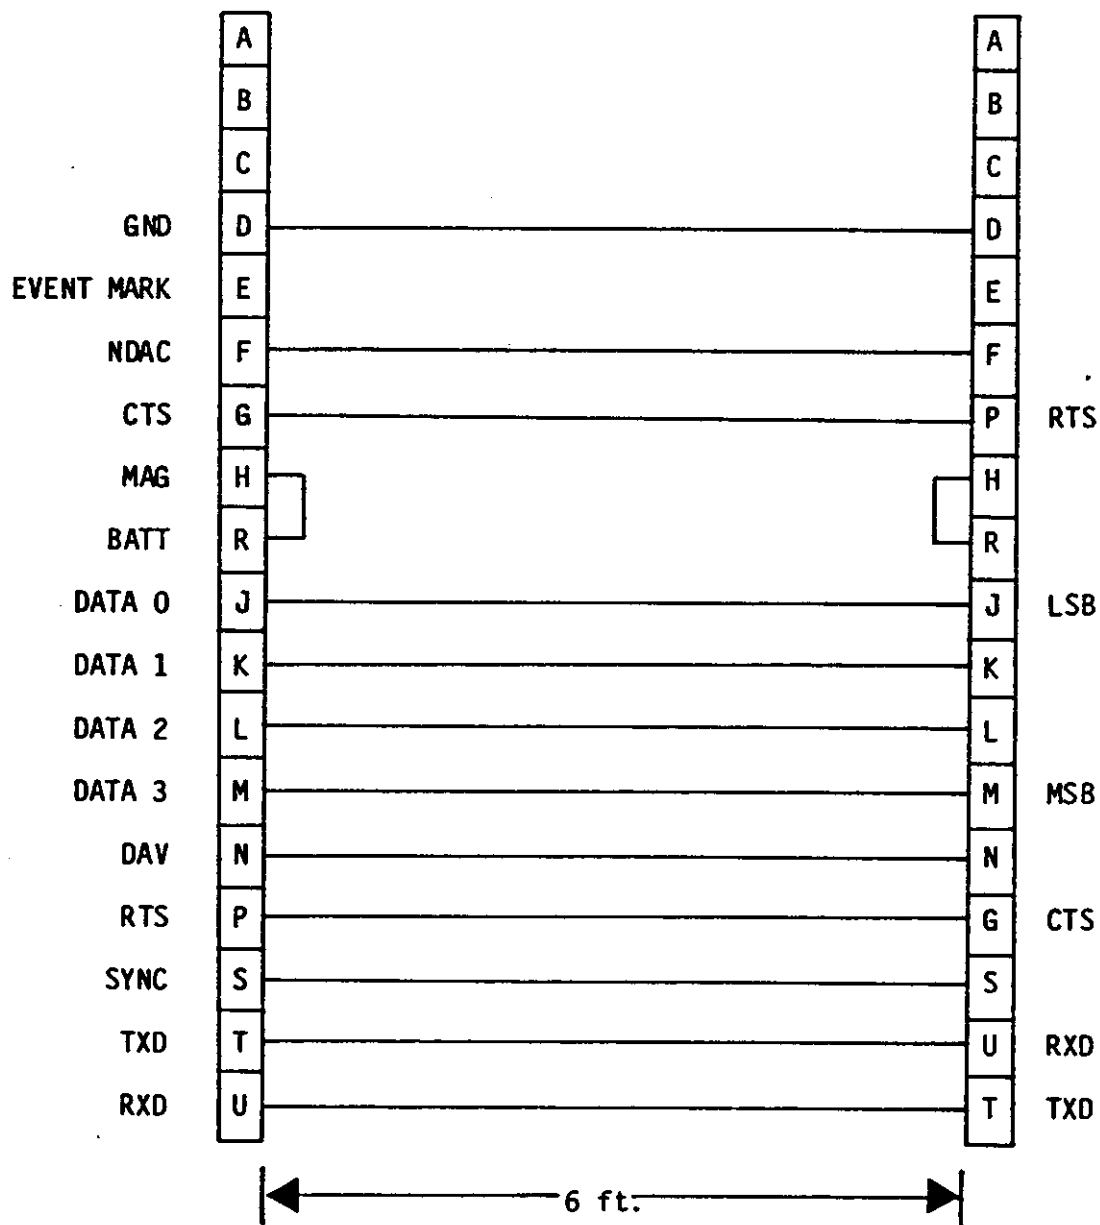 A A
B B
C C
GND D D
EVENT MARK E E
NDAC F F
CTS G P RTS
MAG H H
BATT R R
DATA 0 J J LSB
DATA 1 K K
DATA 2 L L
DATA 3 M M MSB
DAV N N
RTS P G CTS
SYNC S S
TXD T U RXD
RXD U T TXD
6 ft.